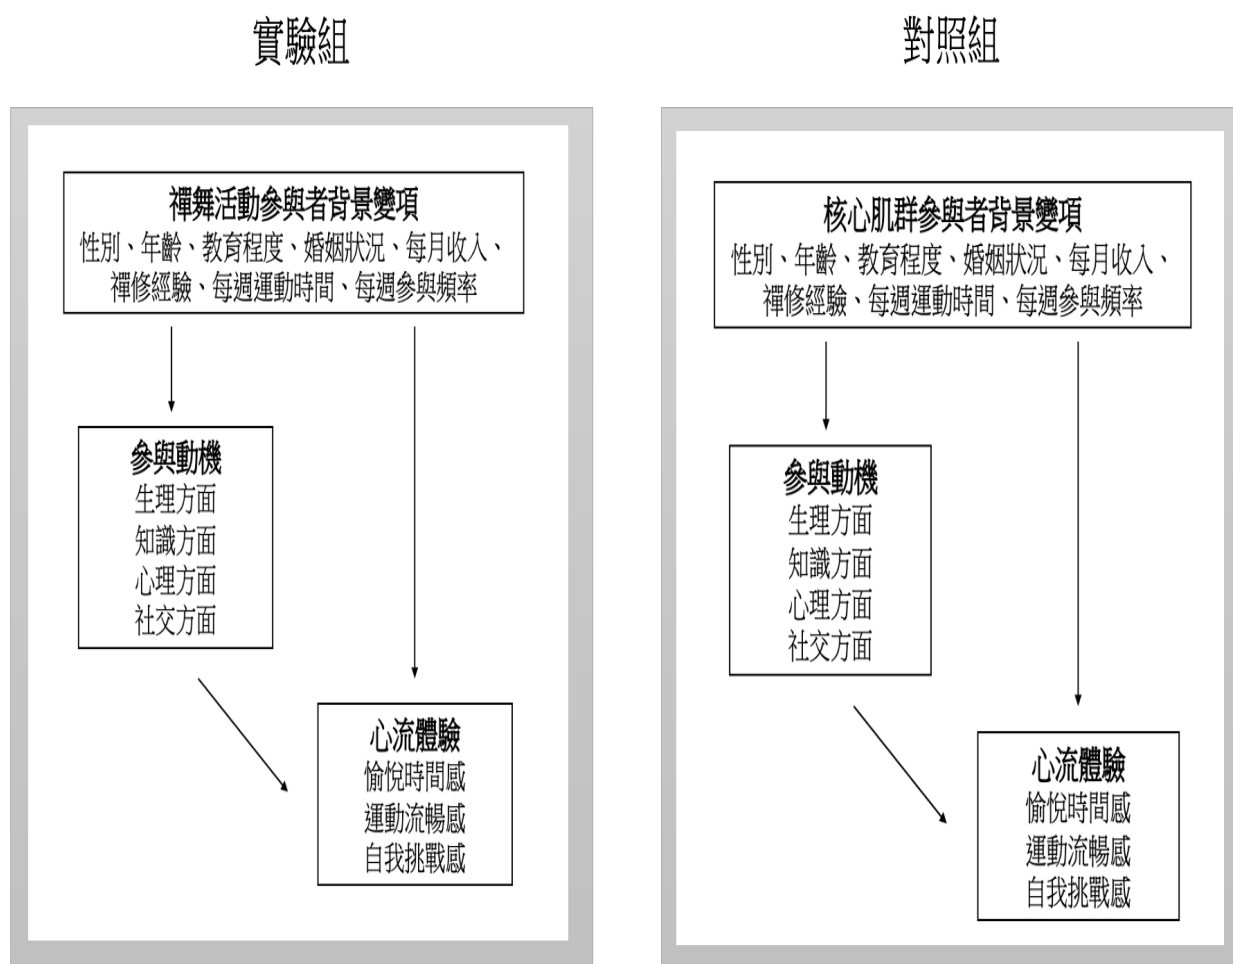 實驗組
禪舞活動參與者背景變項
性別、年齡、教育程度、婚姻狀況、每月收入、
禪修經驗、每週運動時間、每週參與頻率
參與動機
生理方面
知識方面
心理方面
社交方面
心流體驗
愉悅時間感
運動流暢感
自我挑戰感
對照組
核心肌群參與者背景變項
性別、年齡、教育程度、婚姻狀況、每月收入、
禪修經驗、每週運動時間、每週參與頻率
參與動機
生理方面
知識方面
心理方面
社交方面
心流體驗
愉悅時間感
運動流暢感
自我挑戰感